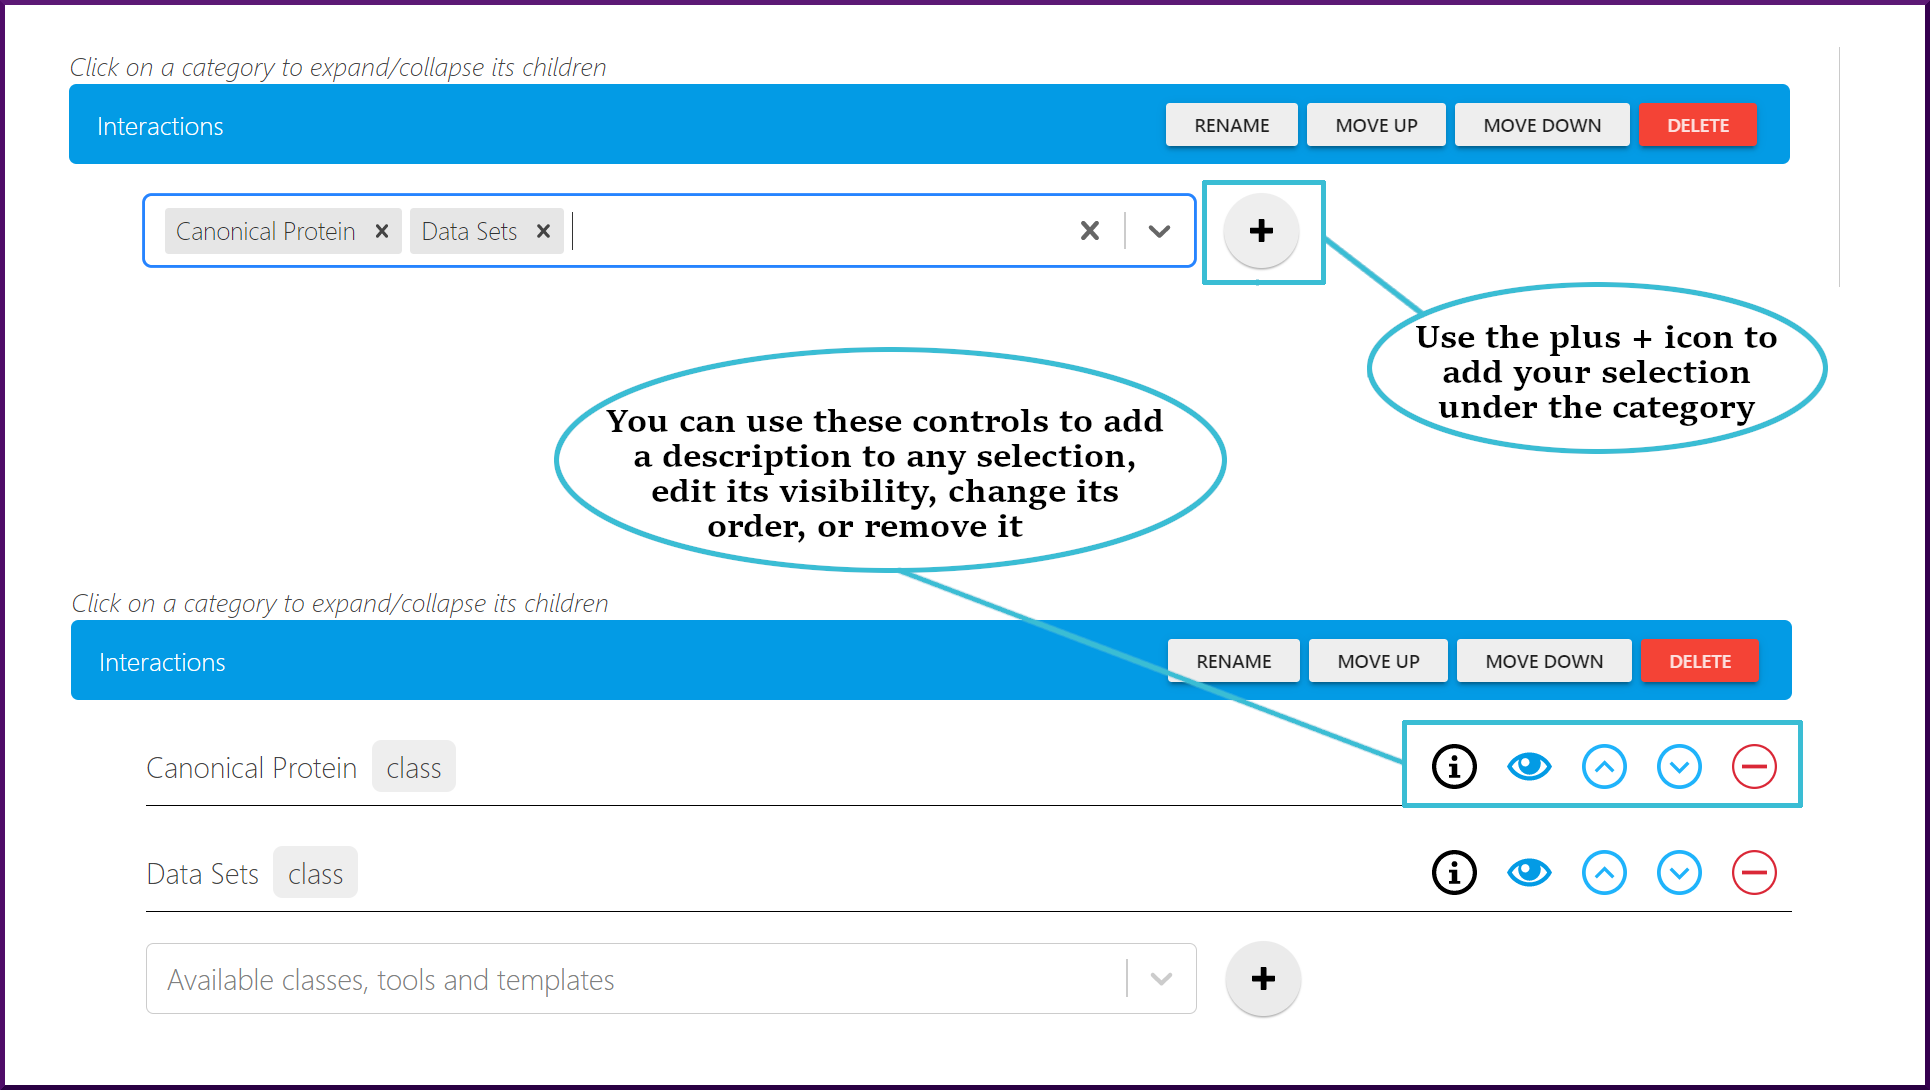 Click on a category to expand/collapse its children
Interactions
RENAME
MOVE UP
MOVE DOWN
DELETE
Canonical Protein
Data Sets
Use the plus + icon to
add your selection
under the category
You can use these controls to add
a description to any selection,
edit its visibility, change its
order, or remove it
Click on a category to expand/collapse its children
Interactions
RENAME
MOVE UP
MOVE DOWN
DELETE
Canonical Protein class
Data Sets class
Available classes, tools and templates